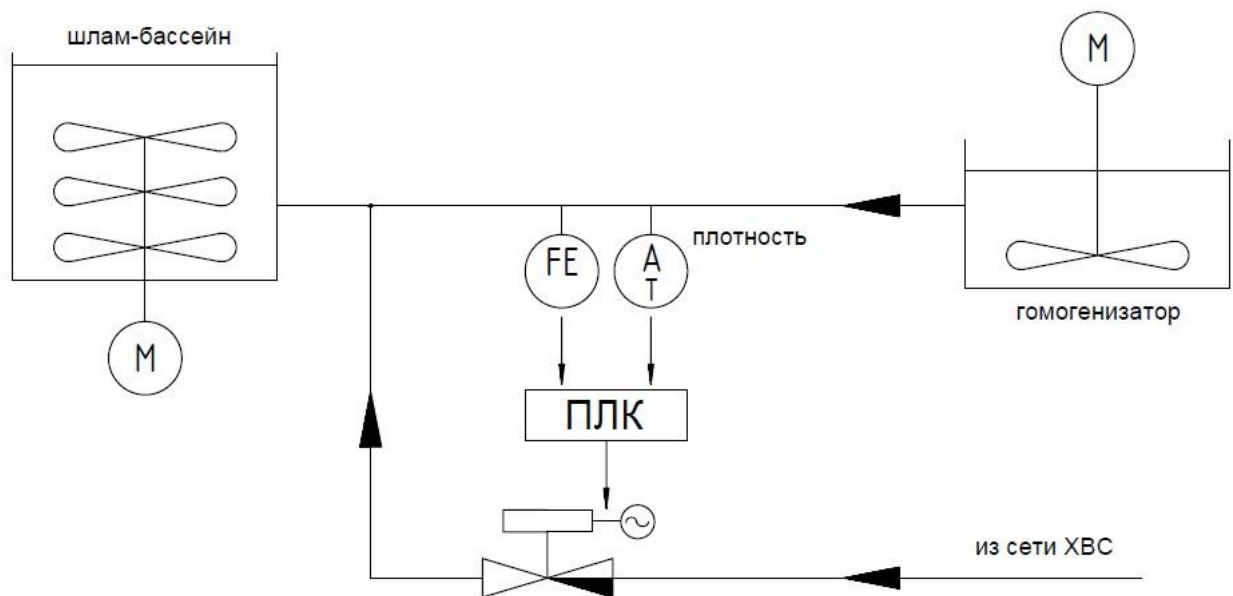 шлам-бассейн
M
FE
A
T
плотность
гомогенизатор
M
ПЛК
из сети ХВС